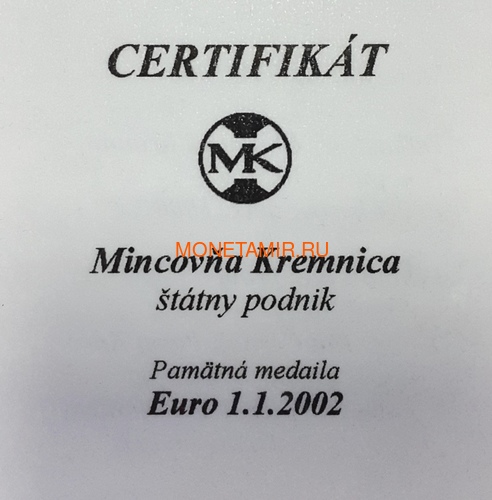 CERTIFIKÁT
MK
MONETAMIR.RU
Mincovňa Kremnica
štátny podnik
Pamätná medaila
Euro 1.1.2002